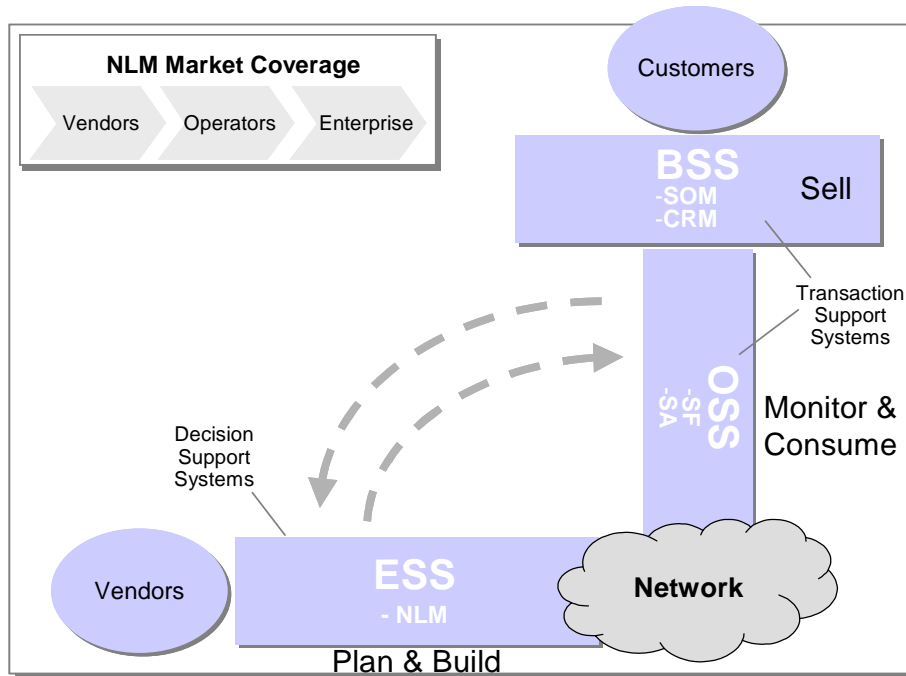 NLM Market Coverage
Vendors
Operators
Enterprise
Customers
BSS
-SOM
-CRM
Sell
Transaction
Support
Systems
OSS
-SF
-SA
Monitor &
Consume
Decision
Support
Systems
Vendors
ESS
- NLM
Network
Plan & Build